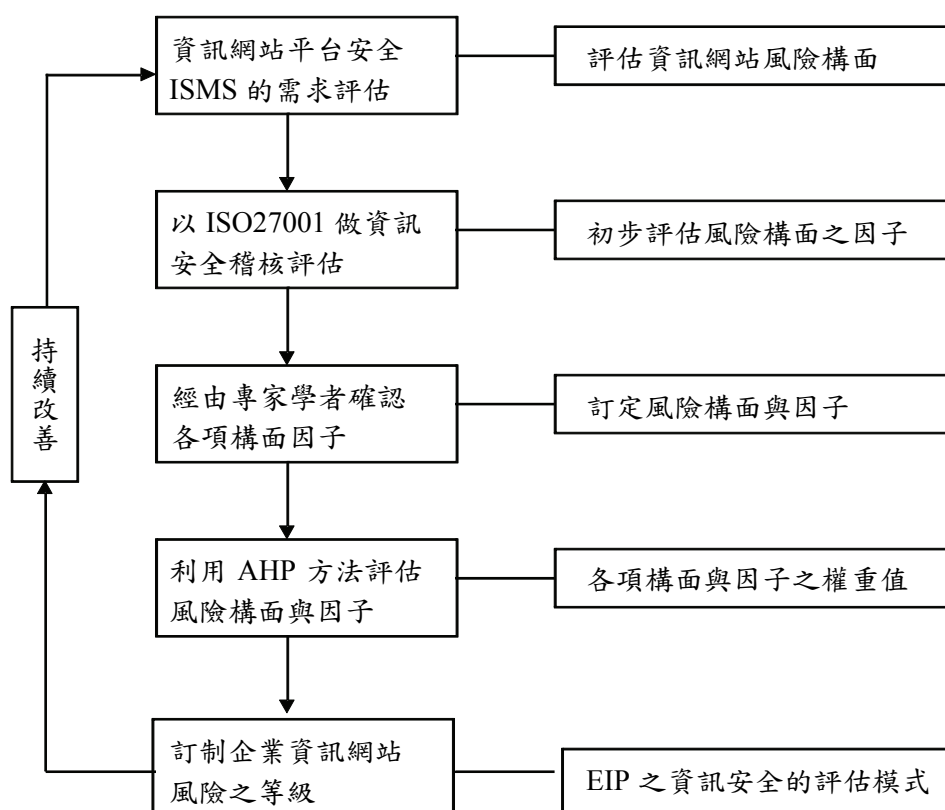 資訊網站平台安全
ISMS 的需求評估
評估資訊網站風險構面
以 ISO27001 做資訊
安全稽核評估
初步評估風險構面之因子
持續改善
經由專家學者確認
各項構面因子
訂定風險構面與因子
利用 AHP 方法評估
風險構面與因子
各項構面與因子之權重值
訂制企業資訊網站
風險之等級
EIP 之資訊安全的評估模式